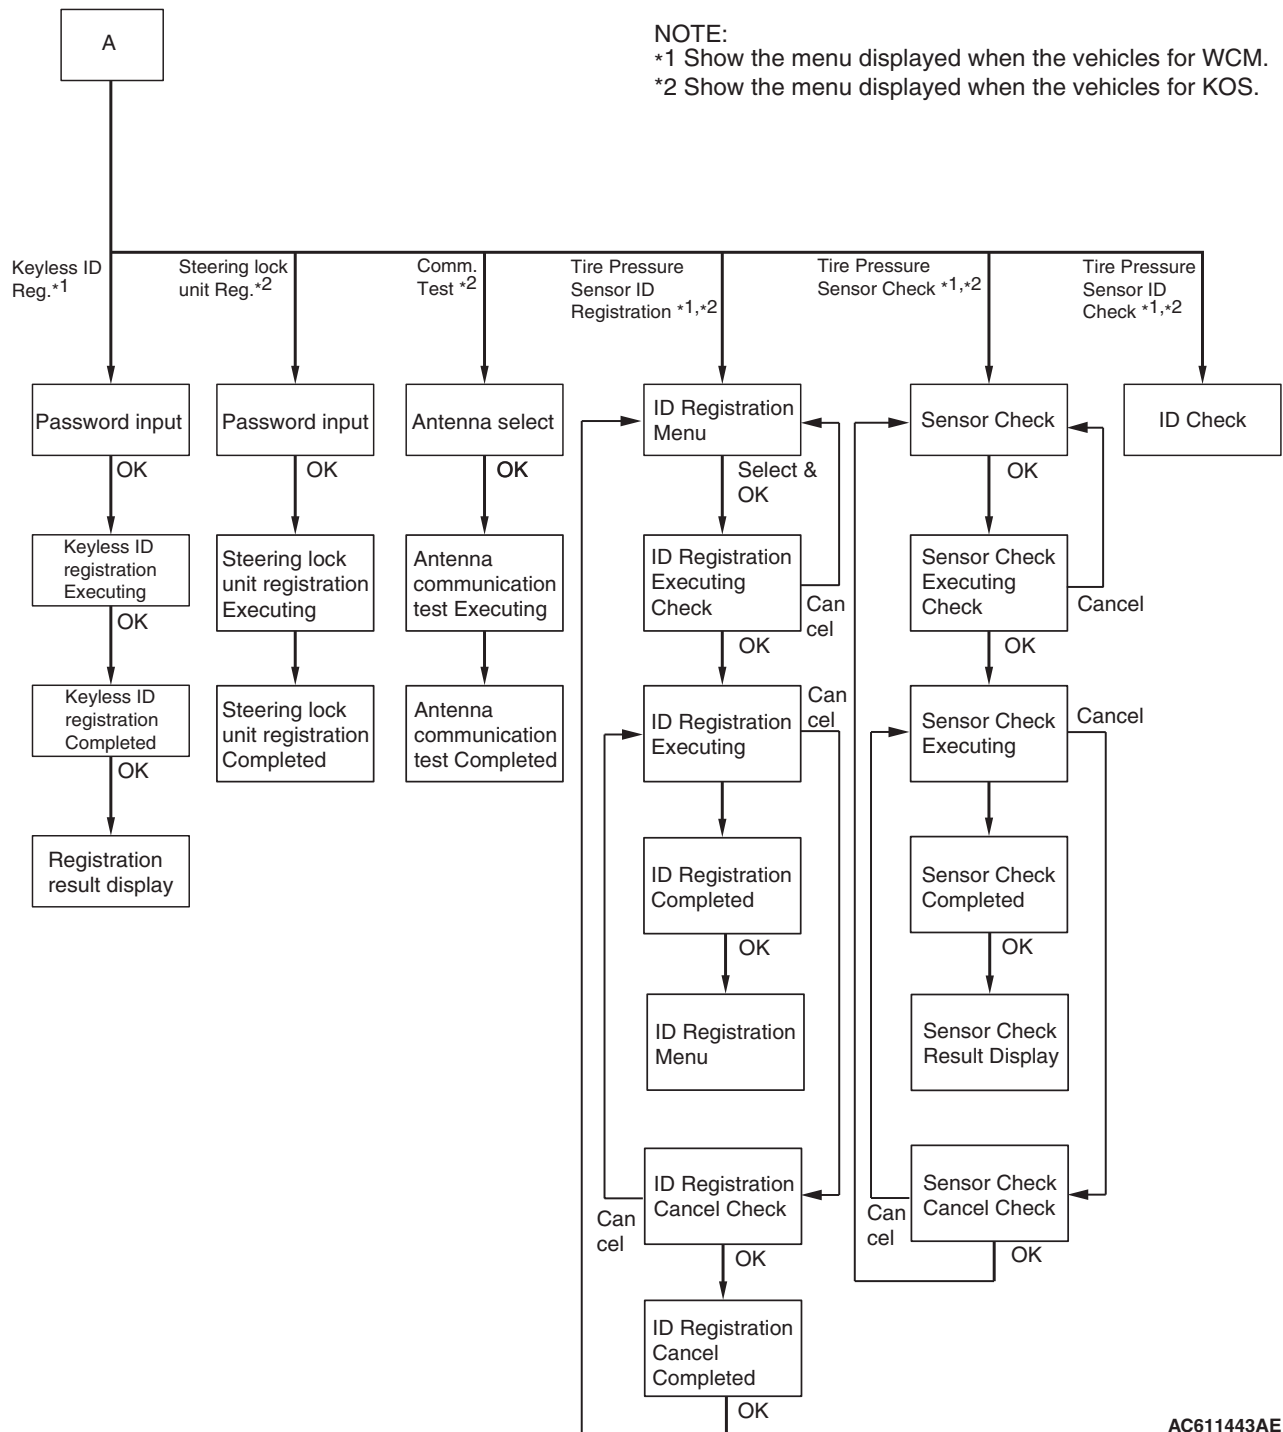 A
NOTE:
*1 Show the menu displayed when the vehicles for WCM.
*2 Show the menu displayed when the vehicles for KOS.
Keyless ID
Reg.*1
Steering lock
unit Reg.*2
Comm.
Test *2
Tire Pressure
Sensor ID
Registration *1,*2
Tire Pressure
Sensor Check *1,*2
Tire Pressure
Sensor ID
Check *1,*2
Password input
OK
Keyless ID
registration
Executing
OK
Keyless ID
registration
Completed
OK
Registration
result display
Password input
OK
Steering lock
unit registration
Executing
Steering lock
unit registration
Completed
Antenna select
OK
Antenna
communication
test Executing
Antenna
communication
test Completed
ID Registration
Menu
Select &
OK
ID Registration
Executing
Check
Can
cel
OK
ID Registration
Executing
Can
cel
ID Registration
Completed
OK
ID Registration
Menu
ID Registration
Cancel Check
Can
cel
OK
ID Registration
Cancel
Completed
OK
Sensor Check
OK
Sensor Check
Executing
Check
Cancel
OK
Sensor Check
Executing
Cancel
Sensor Check
Completed
OK
Sensor Check
Result Display
Sensor Check
Cancel Check
Can
cel
OK
ID Check
AC611443AE